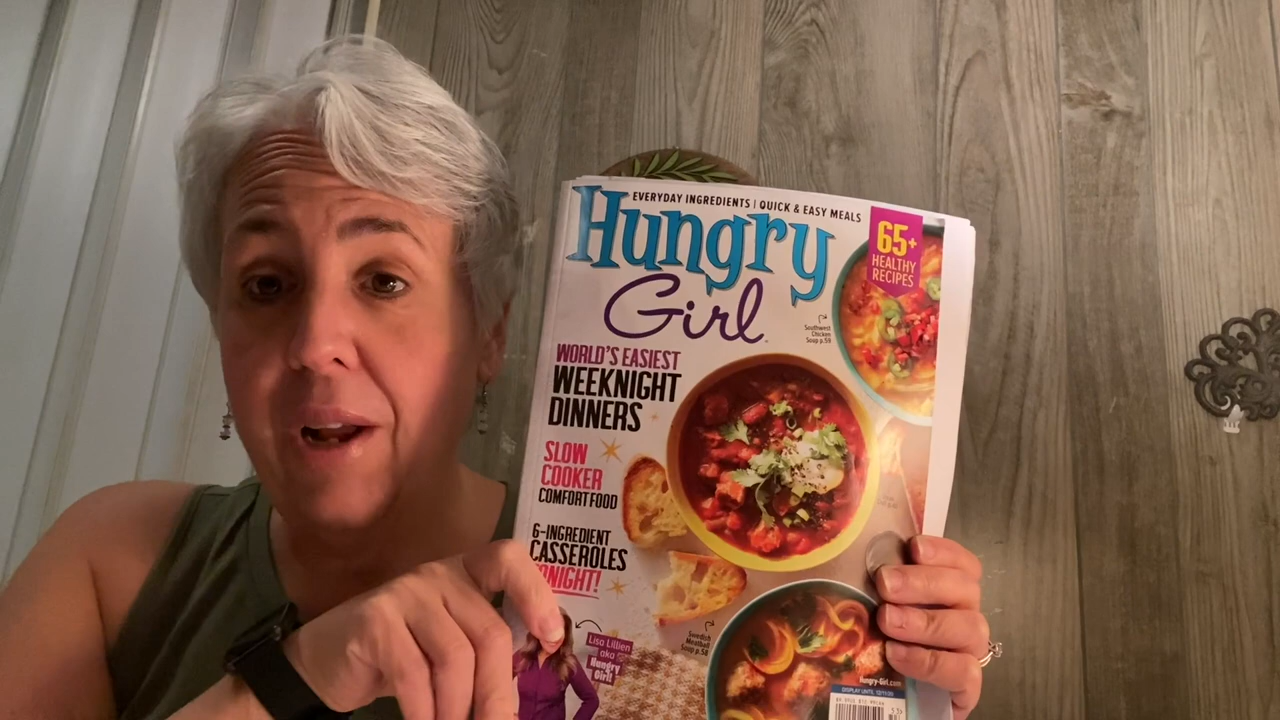 EVERYDAY INGREDIENTS | QUICK & EASY MEALS
Hungry
Girl
65+
HEALTHY
RECIPES
Southwest
Chicken
Soup p.59
WORLD'S EASIEST
WEEKNIGHT
DINNERS
SLOW
COOKER
COMFORT FOOD
6-INGREDIENT
CASSEROLES
TONIGHT!
Lisa Lillien
aka
Hungry
Girl!
Swedish
Meatball
Soup p.58
Hungry-Girl.com